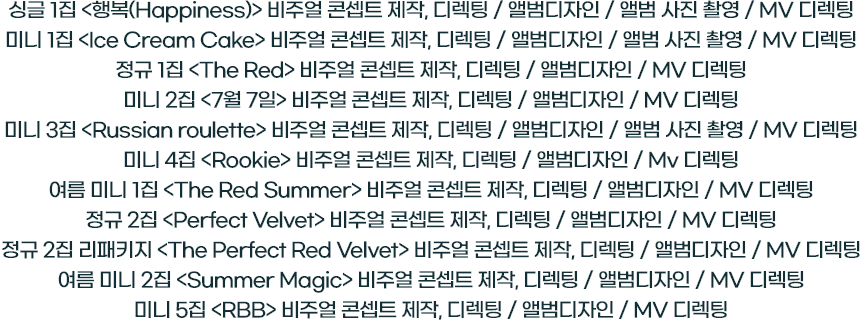 싱글 1집 <행복(Happiness)> 비주얼 콘셉트 제작, 디렉팅 / 앨범디자인 / 앨범 사진 촬영 / MV 디렉팅
미니 1집 <Ice Cream Cake> 비주얼 콘셉트 제작, 디렉팅 / 앨범디자인 / 앨범 사진 촬영 / MV 디렉팅
정규 1집 <The Red> 비주얼 콘셉트 제작, 디렉팅 / 앨범디자인 / MV 디렉팅
미니 2집 <7월 7일> 비주얼 콘셉트 제작, 디렉팅 / 앨범디자인 / MV 디렉팅
미니 3집 <Russian roulette> 비주얼 콘셉트 제작, 디렉팅 / 앨범디자인 / 앨범 사진 촬영 / MV 디렉팅
미니 4집 <Rookie> 비주얼 콘셉트 제작, 디렉팅 / 앨범디자인 / Mv 디렉팅
여름 미니 1집 <The Red Summer> 비주얼 콘셉트 제작, 디렉팅 / 앨범디자인 / MV 디렉팅
정규 2집 <Perfect Velvet> 비주얼 콘셉트 제작, 디렉팅 / 앨범디자인 / MV 디렉팅
정규 2집 리패키지 <The Perfect Red Velvet> 비주얼 콘셉트 제작, 디렉팅 / 앨범디자인 / MV 디렉팅
여름 미니 2집 <Summer Magic> 비주얼 콘셉트 제작, 디렉팅 / 앨범디자인 / MV 디렉팅
미니 5집 <RBB> 비주얼 콘셉트 제작, 디렉팅 / 앨범디자인 / MV 디렉팅